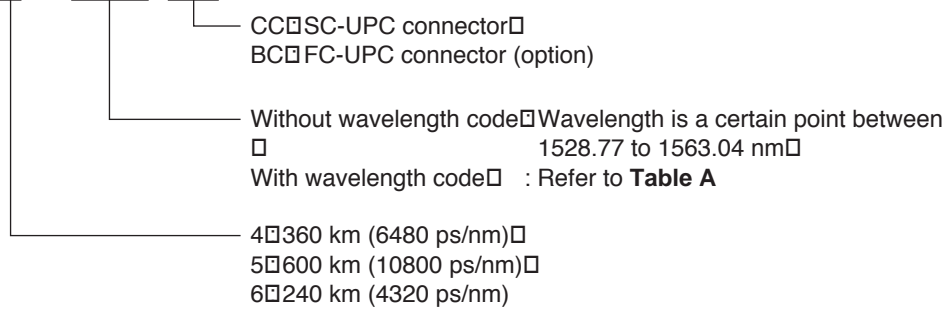 CC：SC-UPC connector
BC：FC-UPC connector (option)
Without wavelength code：Wavelength is a certain point between
1528.77 to 1563.04 nm
With wavelength code : Refer to Table A
4：360 km (6480 ps/nm)
5：600 km (10800 ps/nm)
6：240 km (4320 ps/nm)